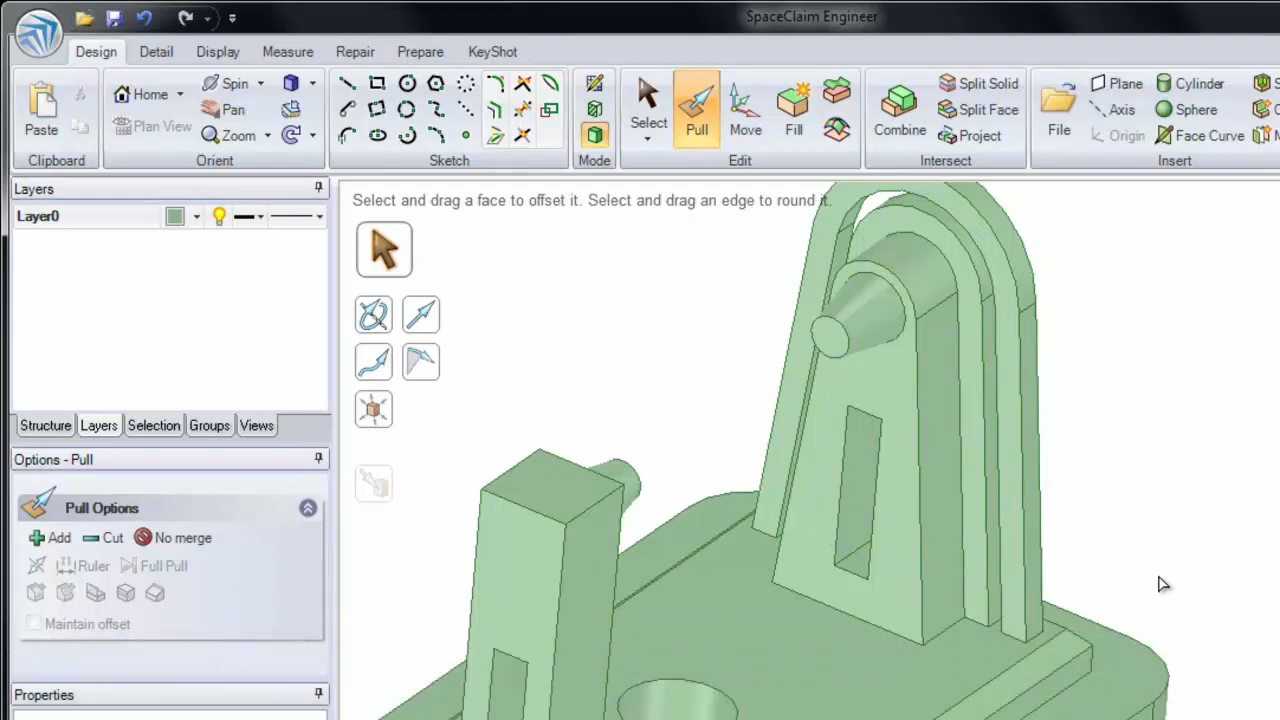 SpaceClaim Engineer
Design Detail Display Measure Repair Prepare KeyShot
Paste
Clipboard
Home Spin
Plan View Pan
Zoom
Orient
Sketch
Mode
Select Pull Move Fill
Edit
Combine Split Solid
Split Face
Project
Intersect
File Plane Cylinder
Axis Sphere
Origin Face Curve
Insert
Layers
Layer0
Structure Layers Selection Groups Views
Options - Pull
Pull Options
Add Cut No merge
Ruler Full Pull
Maintain offset
Properties
Select and drag a face to offset it. Select and drag an edge to round it.